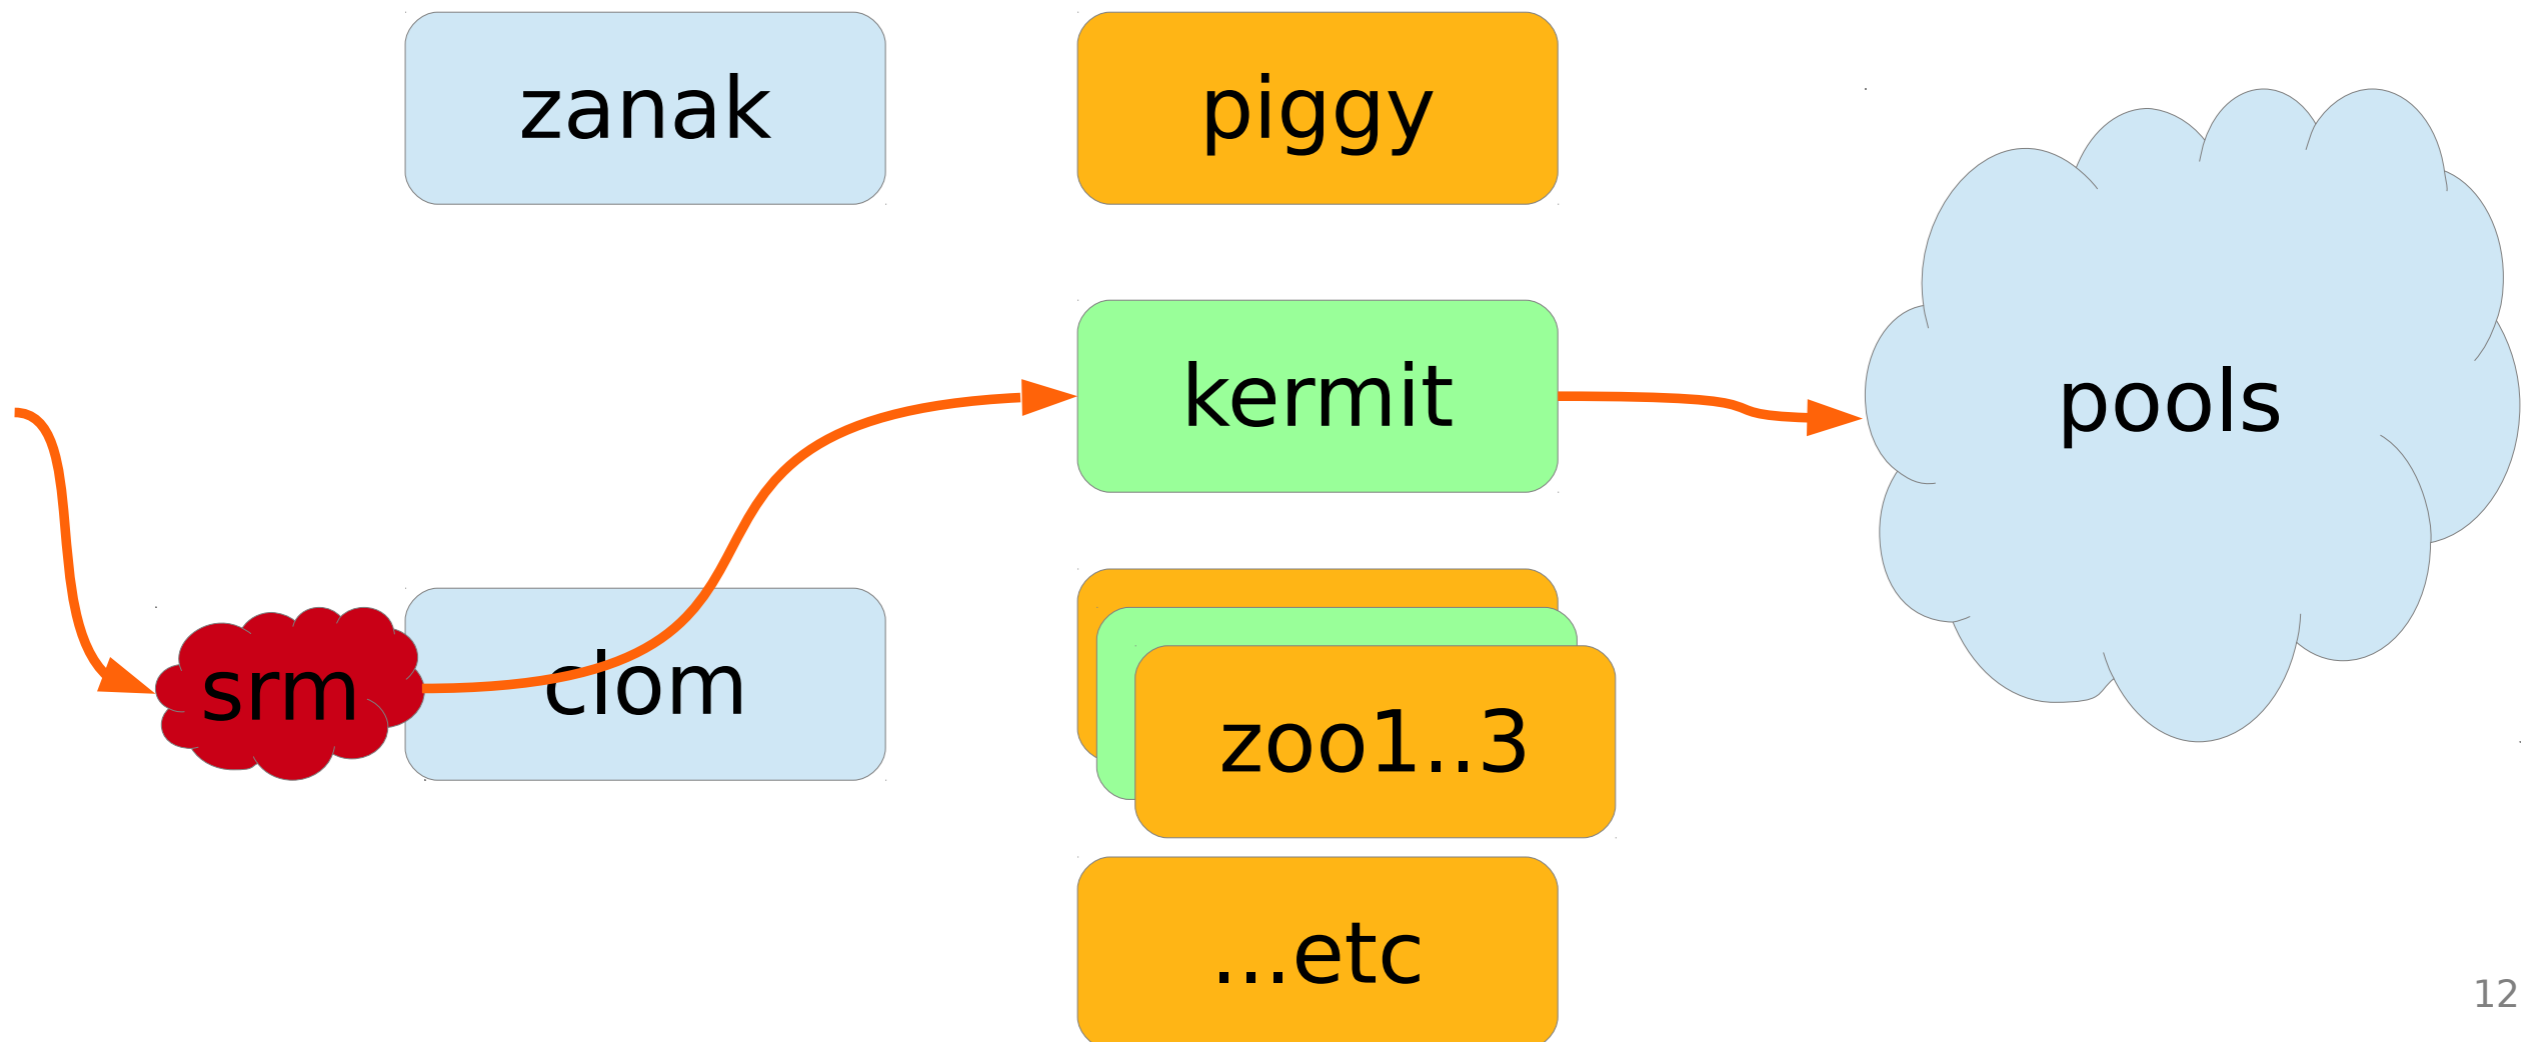 zanak
piggy
kermit
pools
srm
clom
zoo1..3
...etc
12